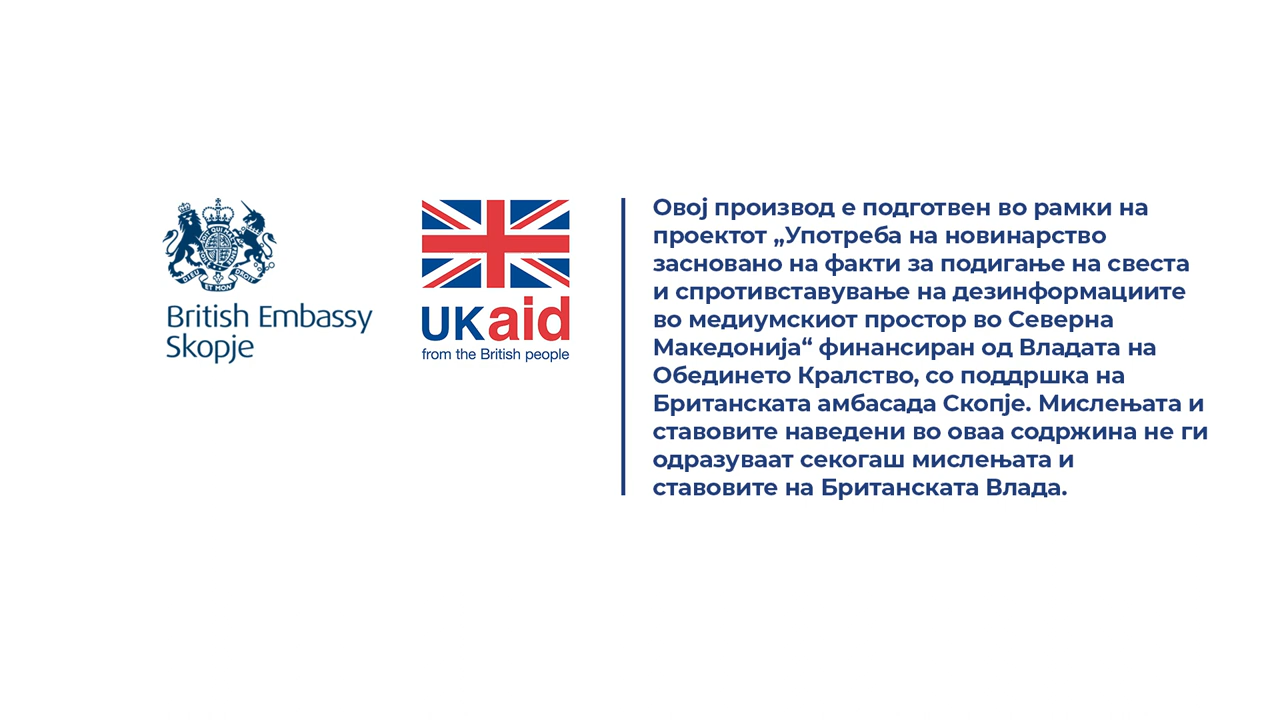 British Embassy
Skopje
UKaid
from the British people
Овој производ е подготвен во рамки на
проектот „Употреба на новинарство
засновано на факти за подигање на свеста
и спротивставување на дезинформациите
во медиумскиот простор во Северна
Македонија“ финансиран од Владата на
Обединето Кралство, со поддршка на
Британската амбасада Скопје. Мислењата и
ставовите наведени во оваа содржина не ги
одразуваат секогаш мислењата и
ставовите на Британската Влада.